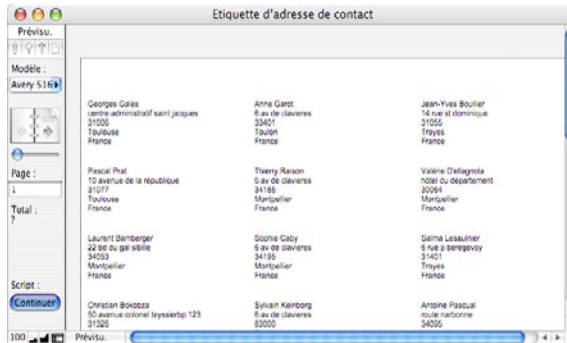 Etiquette d'adresse de contact
Prévisu.
Modèle :
Avery 516
Page :
1
Total :
?
Script :
Continuer
100
Prévisu.
Georges Gales
centre administratif saint jacques
31006
Toulouse
France
Anne Garot
6 av de clavieres
33401
Toulon
France
Jean-Yves Boullier
14 rue st dominique
31055
Troyes
France
Pascal Prat
10 avenue de la république
31077
Toulouse
France
Thierry Raison
6 av de clavieres
34185
Montpellier
France
Valérie Dellagnola
hôtel du département
30064
Montpellier
France
Laurent Bamberger
22 bd du gal sibille
34093
Montpellier
France
Sophie Gaby
6 av de clavieres
34195
Montpellier
France
Salma Lesaulnier
6 rue p beregovoy
31401
Troyes
France
Christian Bokobza
50 avenue colonel teyssierbp 123
31326
Sylvain Keinborg
6 av de clavieres
83000
Antoine Pascual
route narbonne
34095